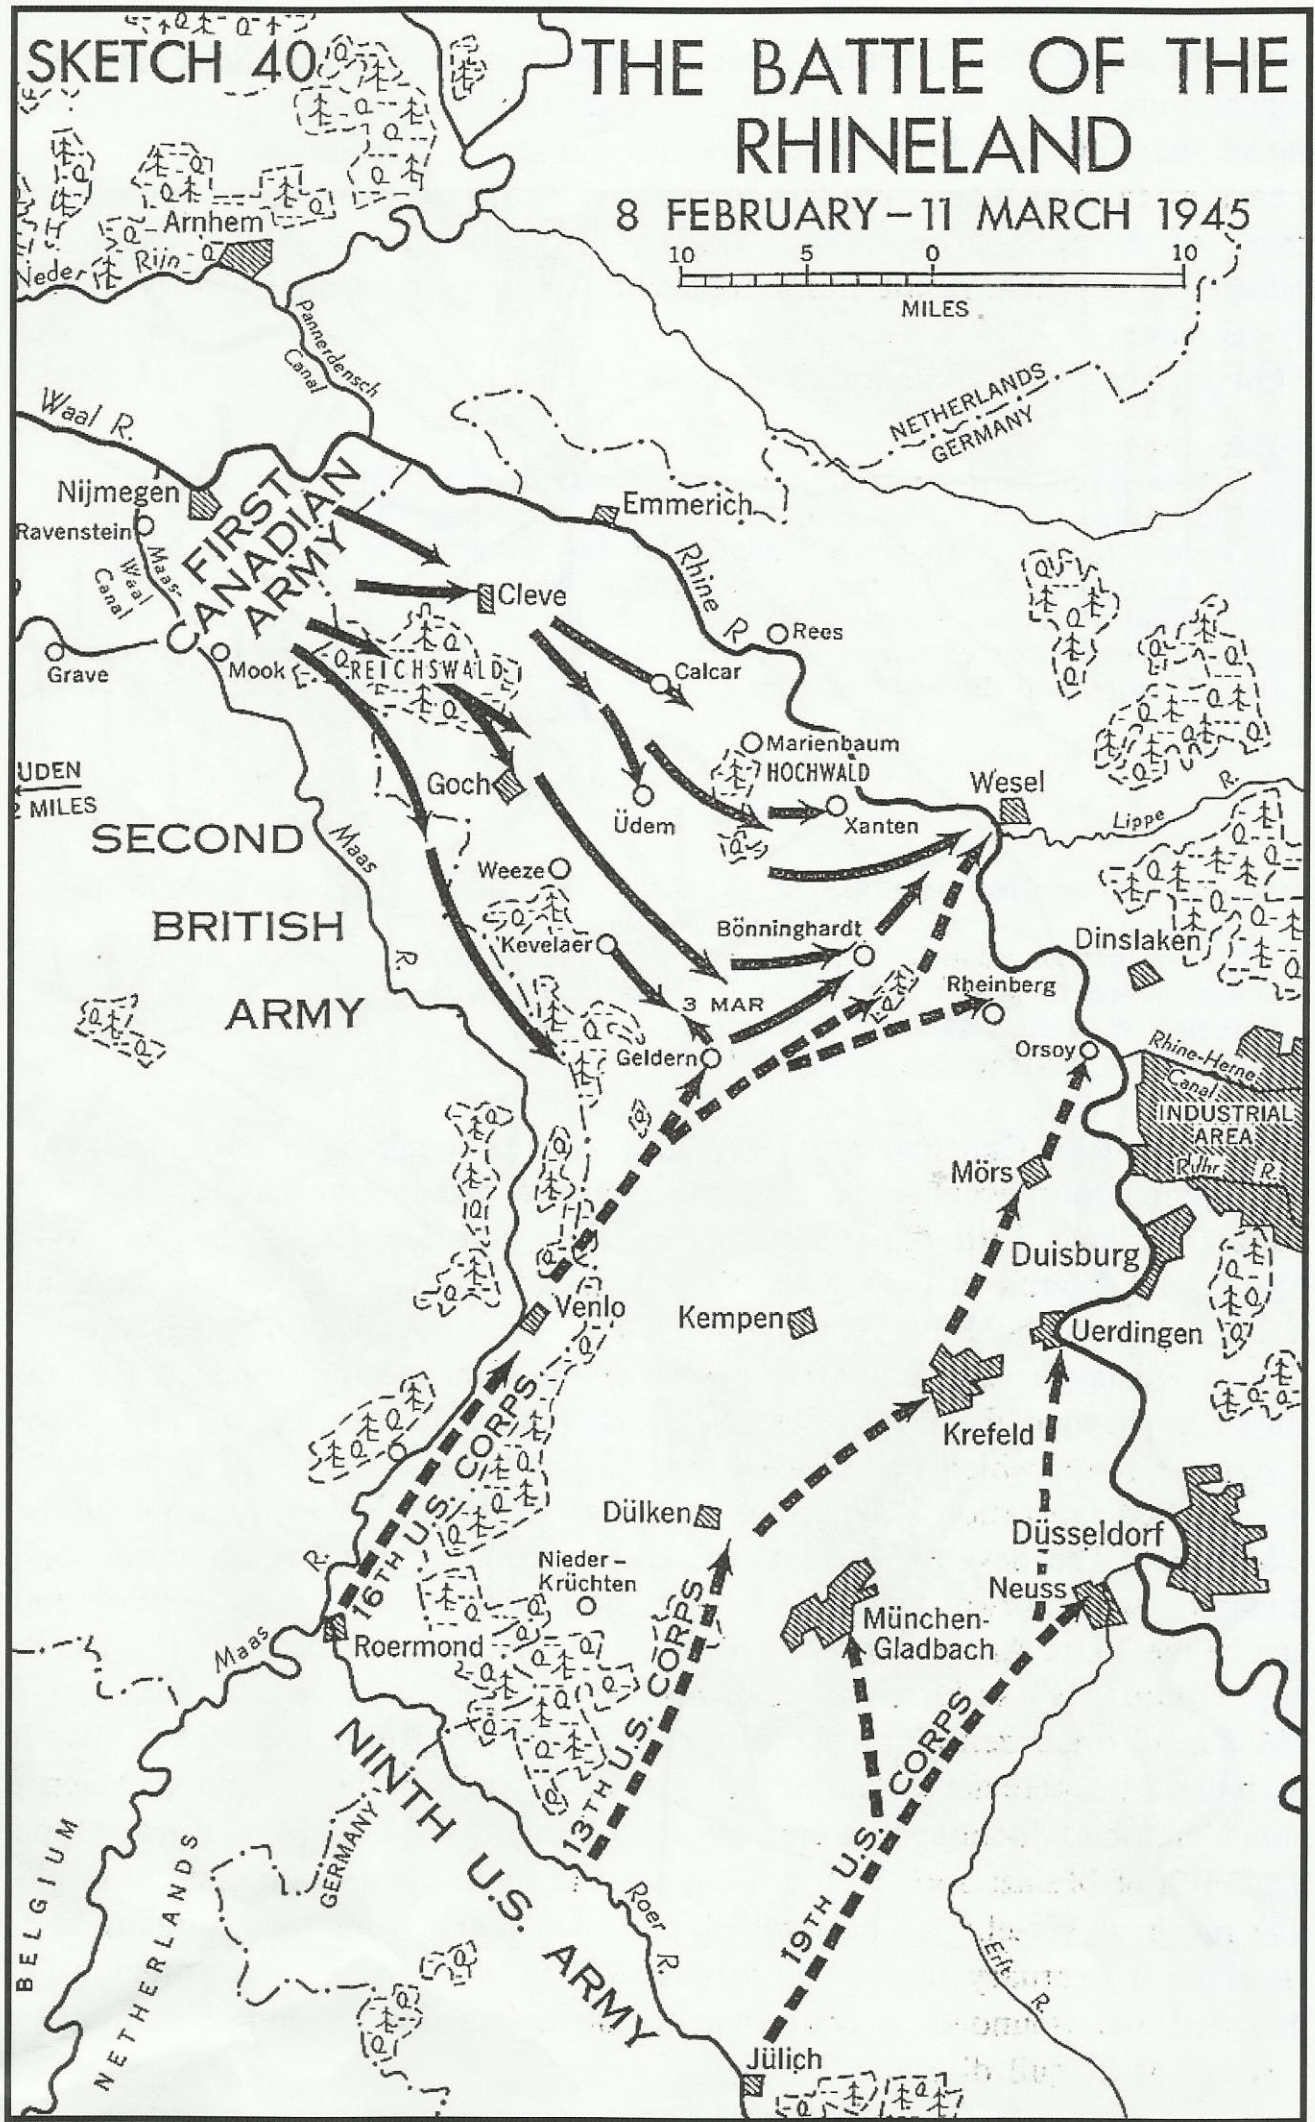 SKETCH 40
THE BATTLE OF THE
RHINELAND
8 FEBRUARY–11 MARCH 1945
10 5 0 10
MILES
Arnhem
Neder Rijn
Pannerdensch
Canal
Waal R.
NETHERLANDS
GERMANY
Nijmegen
Ravenstein
Maas-
Waal
Canal
FIRST
CANADIAN
ARMY
Emmerich
Rhine R.
Cleve
Rees
Grave
Mook
REICHSWALD
Calcar
UDEN
2 MILES
Goch
Marienbaum
HOCHWALD
Wesel
Üdem
Xanten
Lippe R.
SECOND
BRITISH
ARMY
Maas R.
Weeze
Kevelaer
Bönninghardt
Dinslaken
3 MAR
Rheinberg
Geldern
Orsoy
Rhine-Herne
Canal
INDUSTRIAL
AREA
Ruhr R.
Mörs
Duisburg
Venlo
Kempen
Uerdingen
Krefeld
16TH U.S. CORPS
Dülken
Düsseldorf
Nieder-
Krüchten
Neuss
R.
Maas
Roermond
München-
Gladbach
13TH U.S. CORPS
NINTH U.S. ARMY
19TH U.S. CORPS
GERMANY
BELGIUM
NETHERLANDS
Roer R.
Erft R.
Jülich